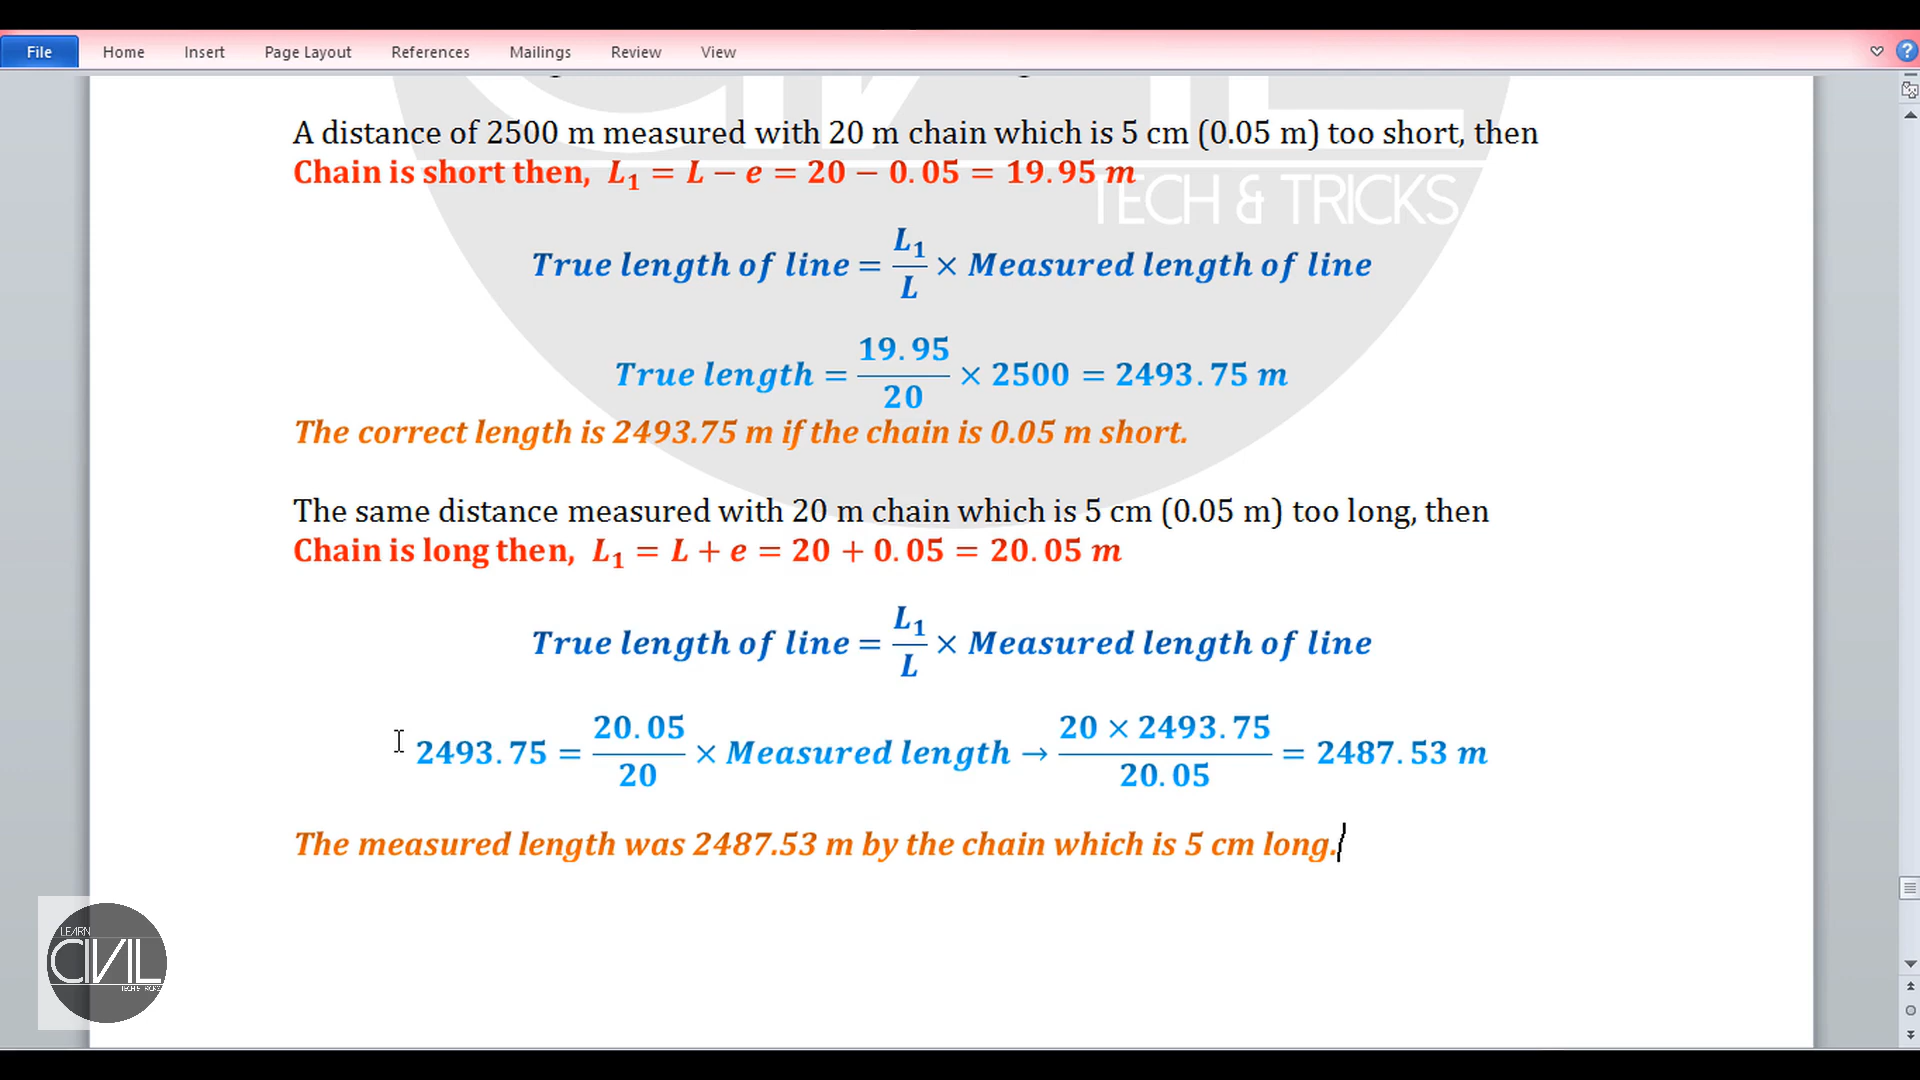 File Home Insert Page Layout References Mailings Review View
A distance of 2500 m measured with 20 m chain which is 5 cm (0.05 m) too short, then
Chain is short then, L₁ = L − e = 20 − 0.05 = 19.95 m
TECH & TRICKS
True length of line = L₁/L × Measured length of line
True length = 19.95/20 × 2500 = 2493.75 m
The correct length is 2493.75 m if the chain is 0.05 m short.
The same distance measured with 20 m chain which is 5 cm (0.05 m) too long, then
Chain is long then, L₁ = L + e = 20 + 0.05 = 20.05 m
True length of line = L₁/L × Measured length of line
2493.75 = 20.05/20 × Measured length → 20 × 2493.75/20.05 = 2487.53 m
The measured length was 2487.53 m by the chain which is 5 cm long.
LEARN
CIVIL
TECH & TRICKS